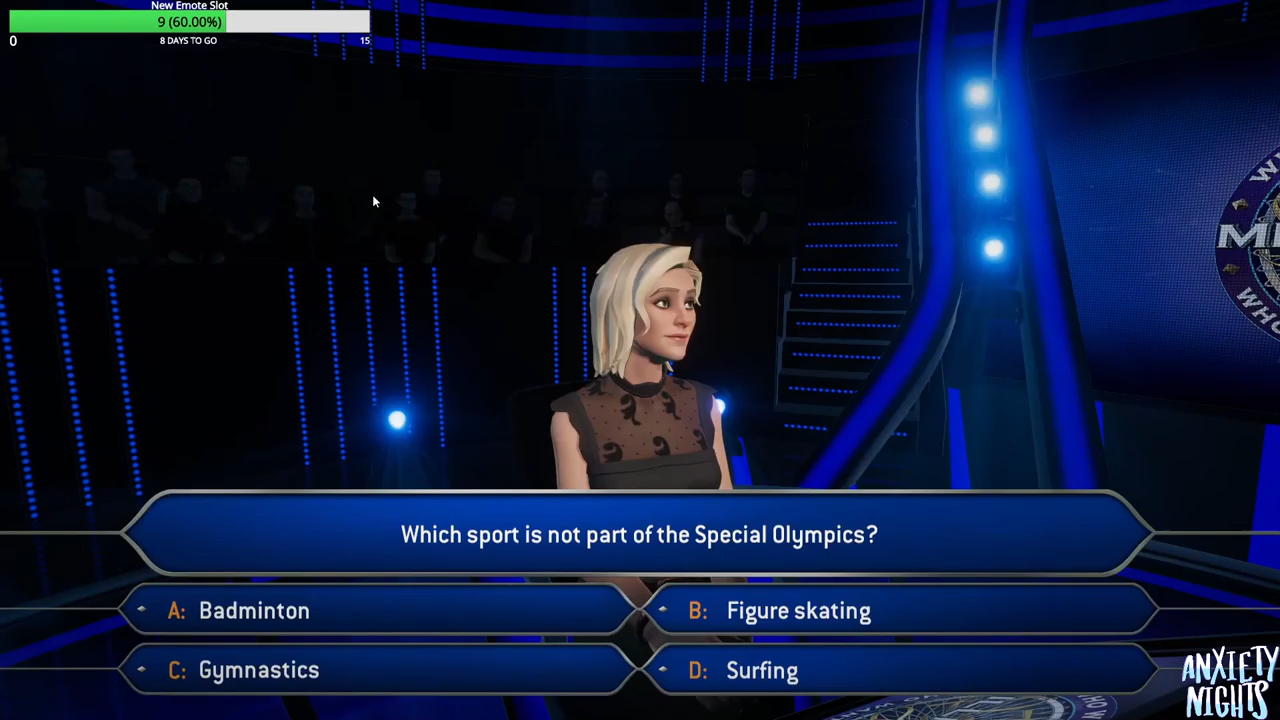 New Emote Slot
9 (60.00%)
0 8 DAYS TO GO 15
Which sport is not part of the Special Olympics?
A: Badminton
B: Figure skating
C: Gymnastics
D: Surfing
ANXIETY
NIGHTS